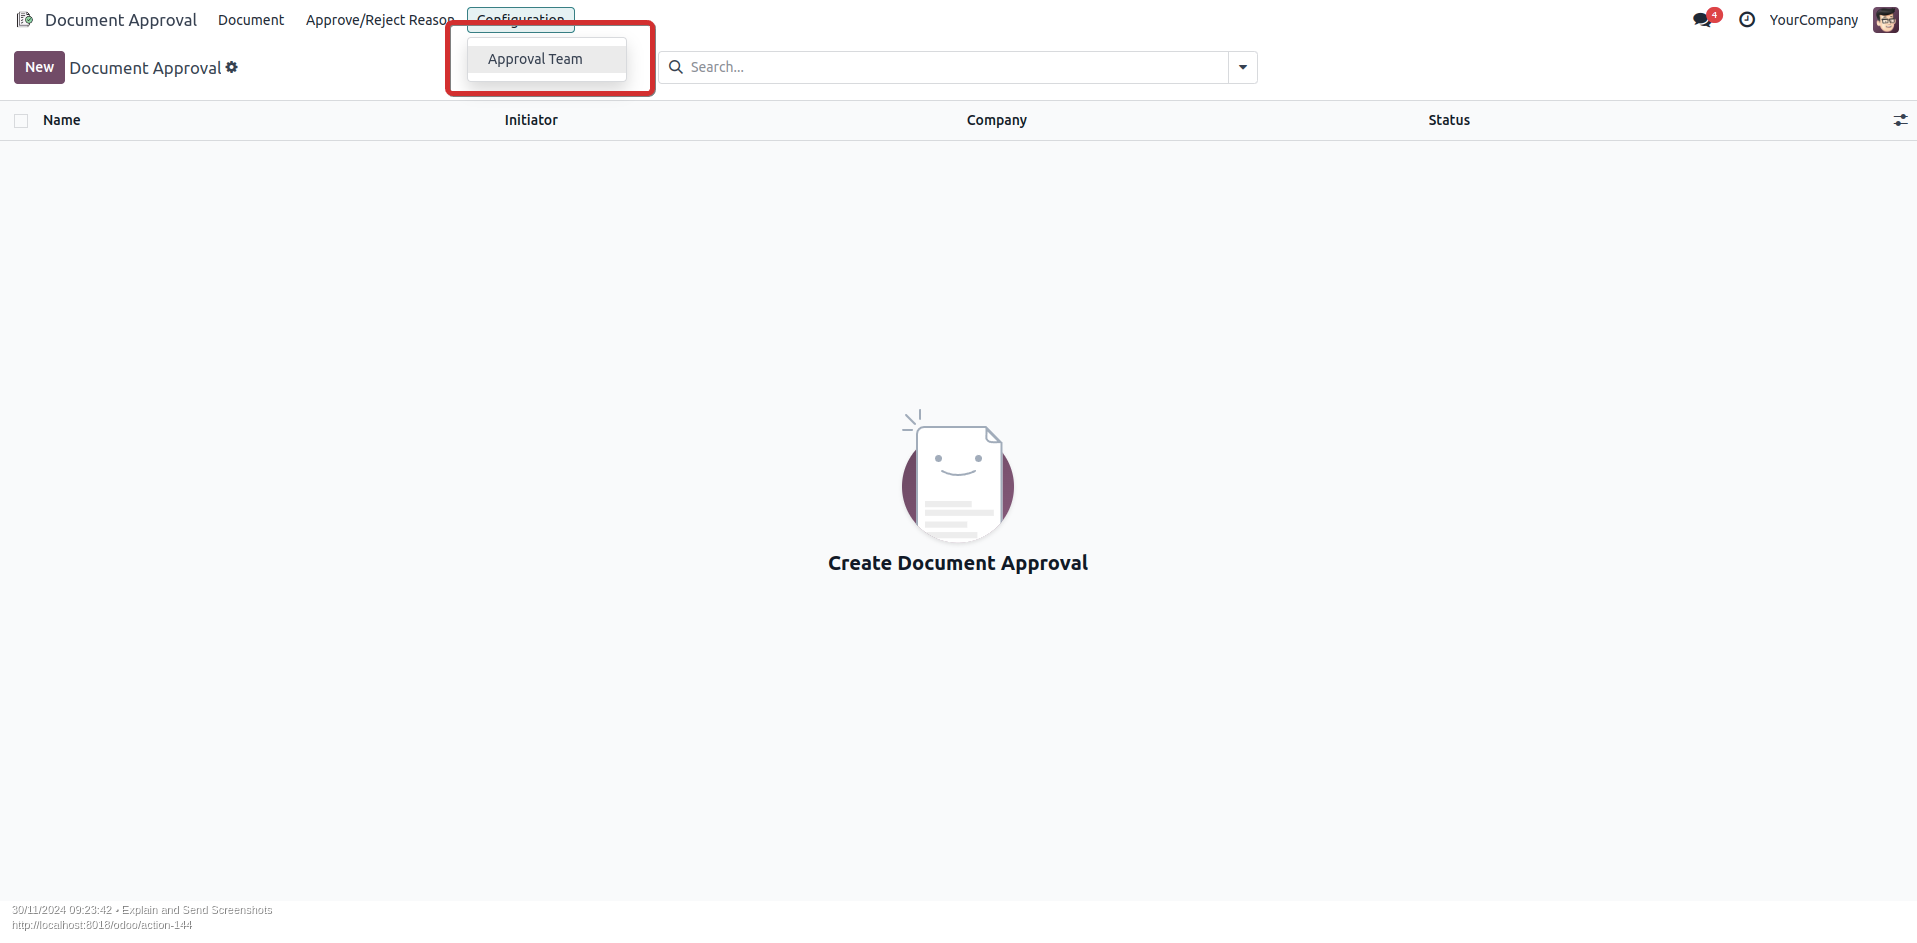 Document Approval Document Approve/Reject Reason Configuration 4 YourCompany
Approval Team
New Document Approval Search...
Name Initiator Company Status
Create Document Approval
30/11/2024 09:23:42 • Explain and Send Screenshots
http://localhost:8018/odoo/action-144